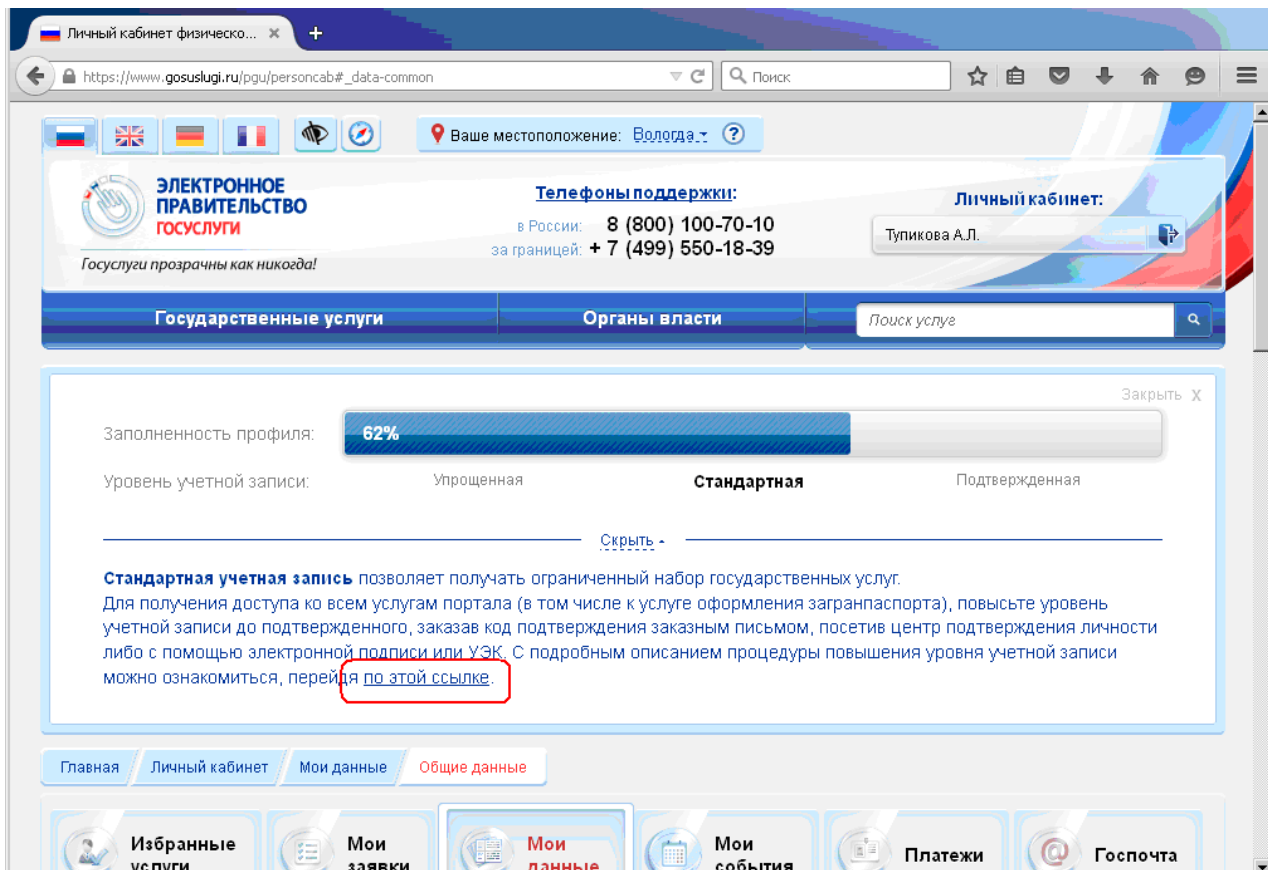 Личный кабинет физическо... × +
https://www.gosuslugi.ru/pgu/personcab#_data-common
Поиск
Ваше местоположение: Вологда ?
ЭЛЕКТРОННОЕ
ПРАВИТЕЛЬСТВО
ГОСУСЛУГИ
Госуслуги прозрачны как никогда!
Телефоны поддержки:
в России: 8 (800) 100-70-10
за границей: + 7 (499) 550-18-39
Личный кабинет:
Тупикова А.Л.
Государственные услуги
Органы власти
Поиск услуг
Закрыть X
Заполненность профиля: 62%
Уровень учетной записи: Упрощенная Стандартная Подтвержденная
Скрыть
Стандартная учетная запись позволяет получать ограниченный набор государственных услуг.
Для получения доступа ко всем услугам портала (в том числе к услуге оформления загранпаспорта), повысьте уровень
учетной записи до подтвержденного, заказав код подтверждения заказным письмом, посетив центр подтверждения личности
либо с помощью электронной подписи или УЭК. С подробным описанием процедуры повышения уровня учетной записи
можно ознакомиться, перейдя по этой ссылке.
Главная Личный кабинет Мои данные Общие данные
Избранные
услуги
Мои
заявки
Мои
данные
Мои
события
Платежи
@ Госпочта